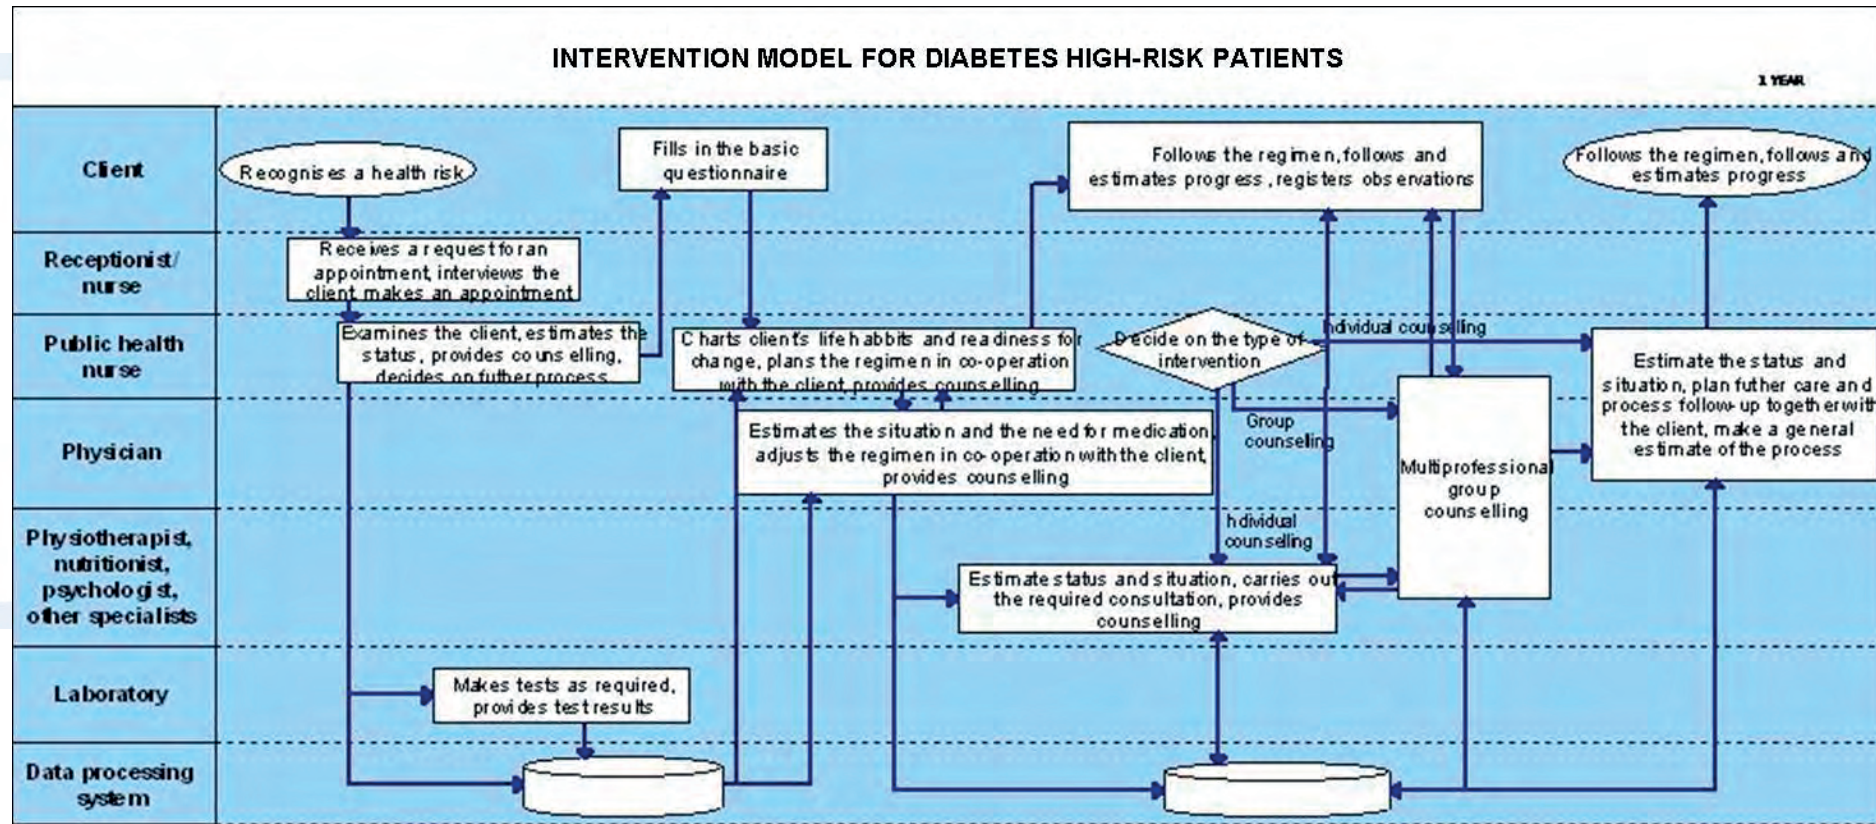 INTERVENTION MODEL FOR DIABETES HIGH-RISK PATIENTS
1 YEAR
Client
Recognises a health risk
Fills in the basic
questionnaire
Follows the regimen, follows and
estimates progress, registers observations
Follows the regimen, follows and
estimates progress
Receptionist/
nurse
Receives a request for an
appointment, interviews the
client, makes an appointment
Public health
nurse
Examines the client, estimates the
status, provides counselling,
decides on futher process
Charts client's life habbits and readiness for
change, plans the regimen in co-operation
with the client, provides counselling
Decide on the type of
intervention
Individual counselling
Estimate the status and
situation, plan futher care and
process follow-up together with
the client, make a general
estimate of the process
Physician
Estimates the situation and the need for medication,
adjusts the regimen in co-operation with the client,
provides counselling
Group
counseling
Multiprofessional
group
counselling
Physiotherapist,
nutritionist,
psychologist,
other specialists
Individual
counselling
Estimate status and situation, carries out
the required consultation, provides
counselling
Laboratory
Makes tests as required,
provides test results
Data processing
system